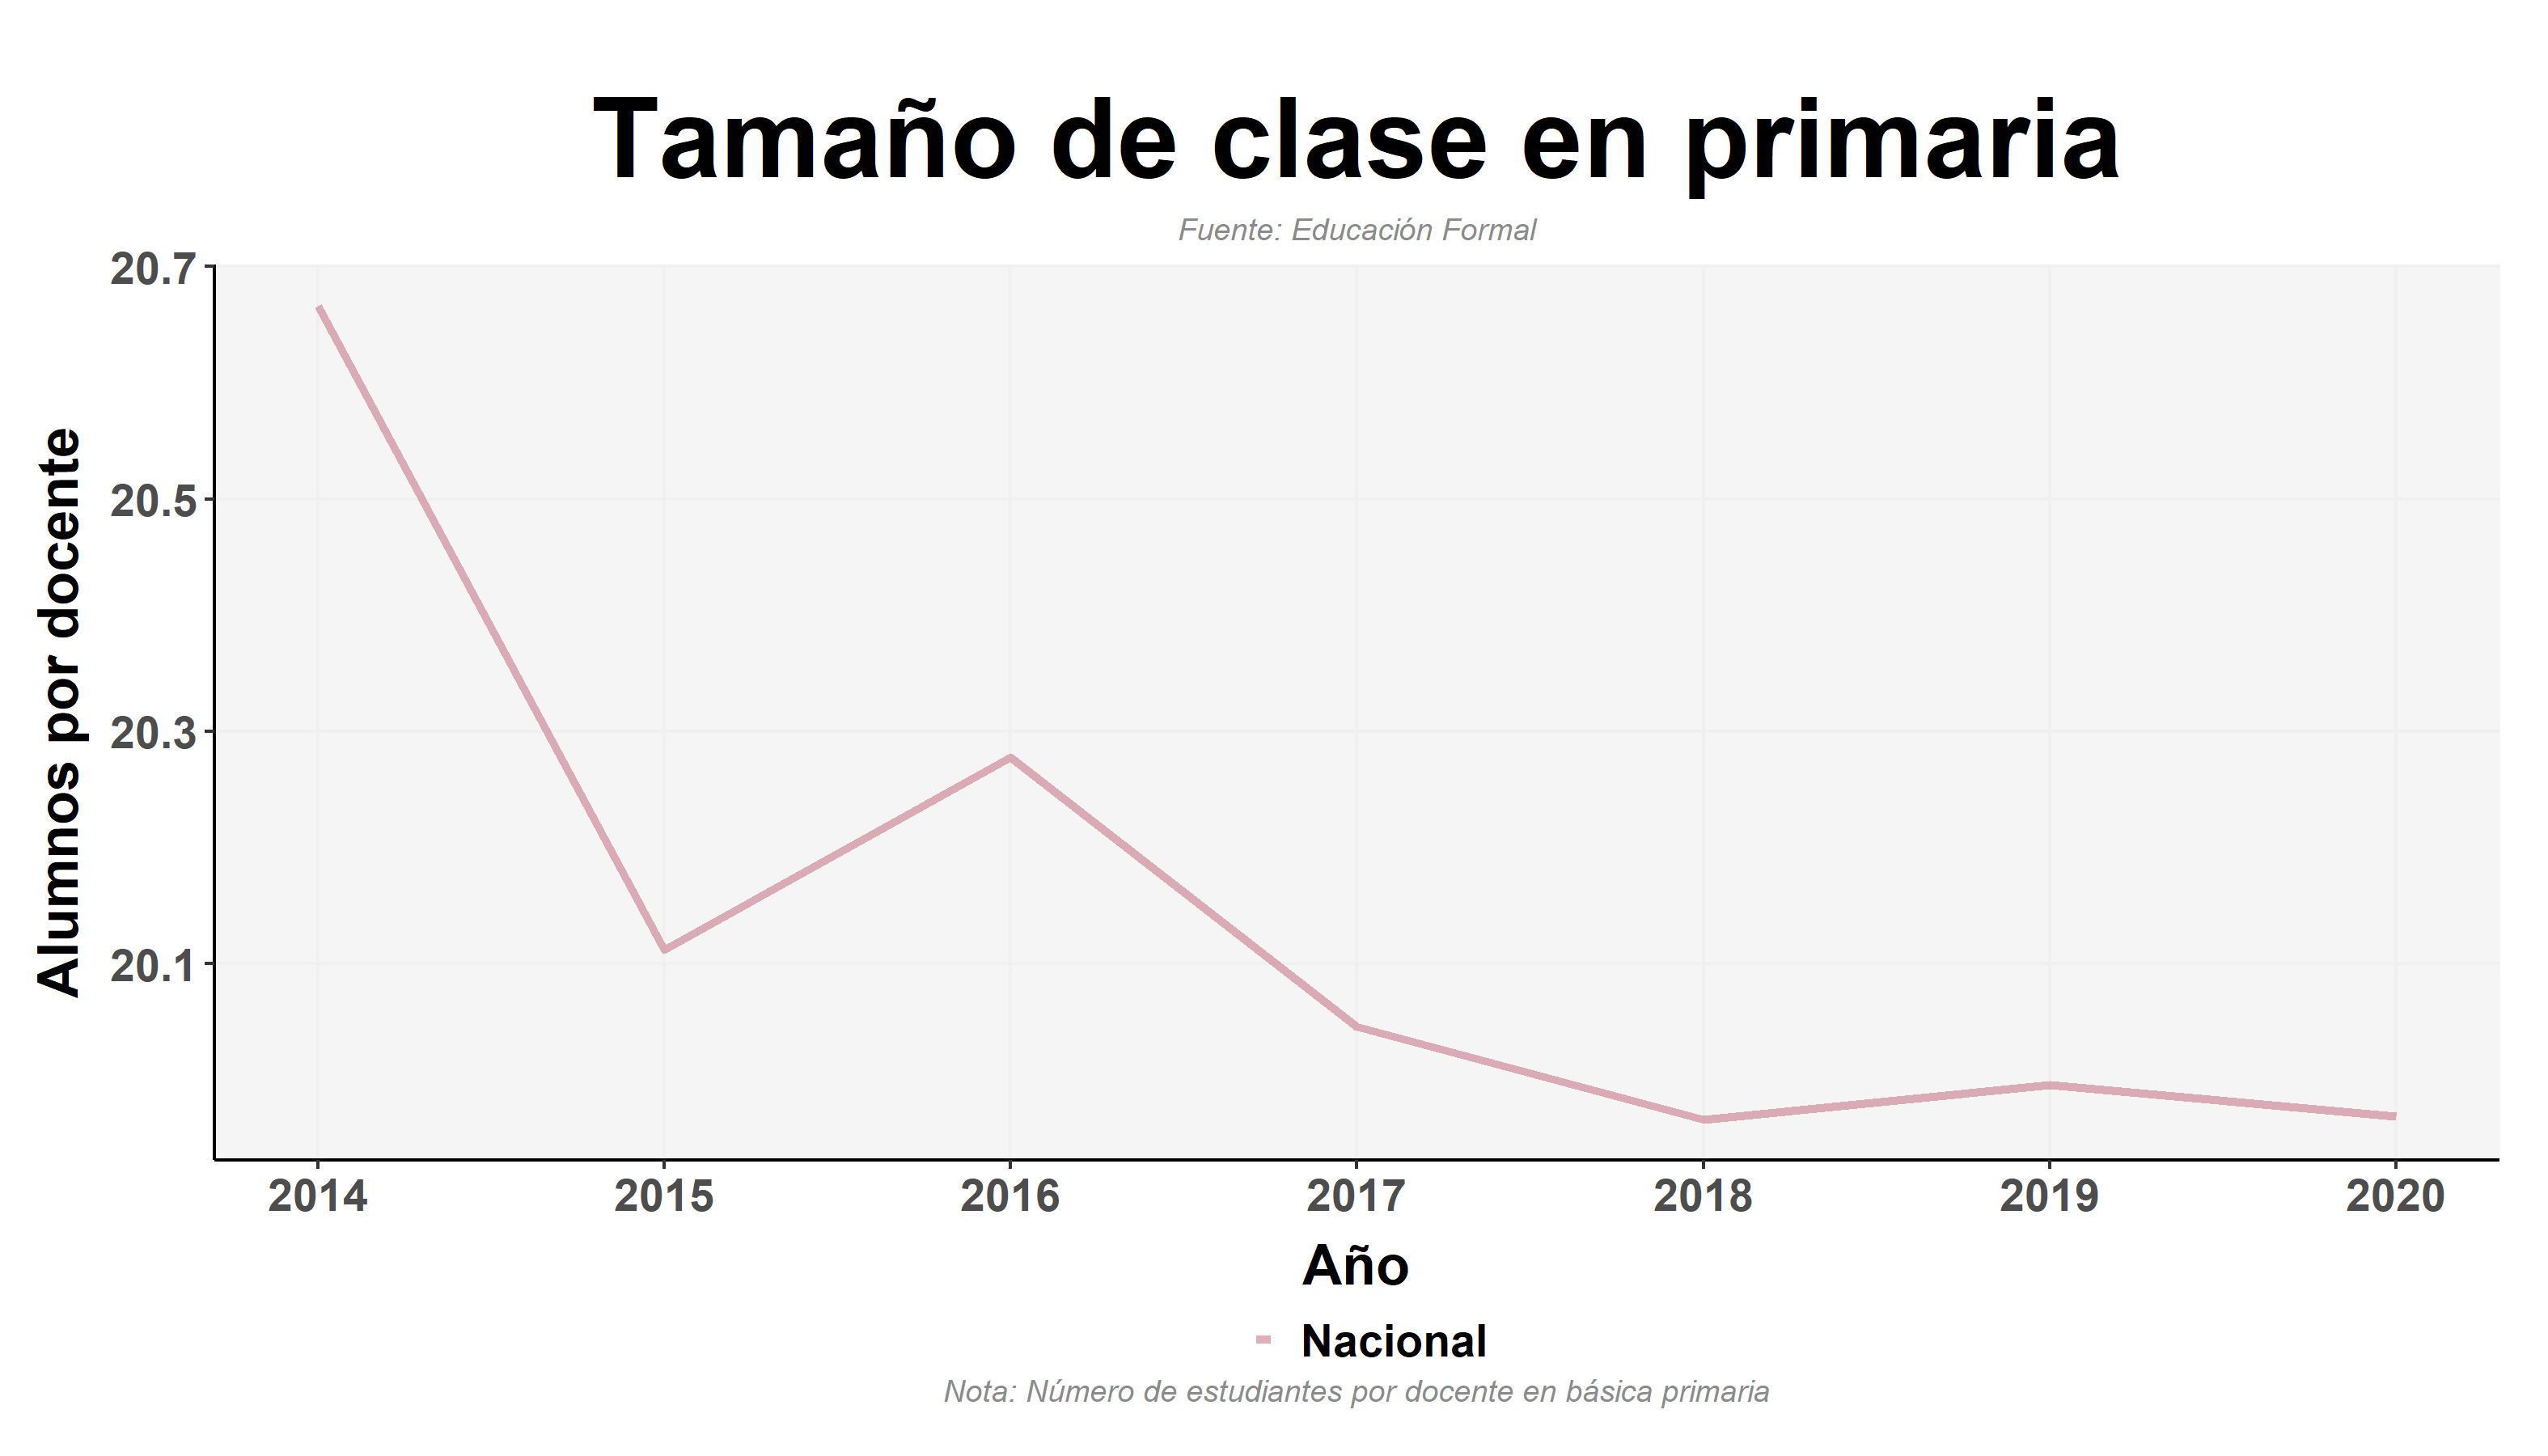 Tamaño de clase en primaria
Fuente: Educación Formal
Alumnos por docente
20.7
20.5
20.3
20.1
2014 2015 2016 2017 2018 2019 2020
Año
Nacional
Nota: Número de estudiantes por docente en básica primaria